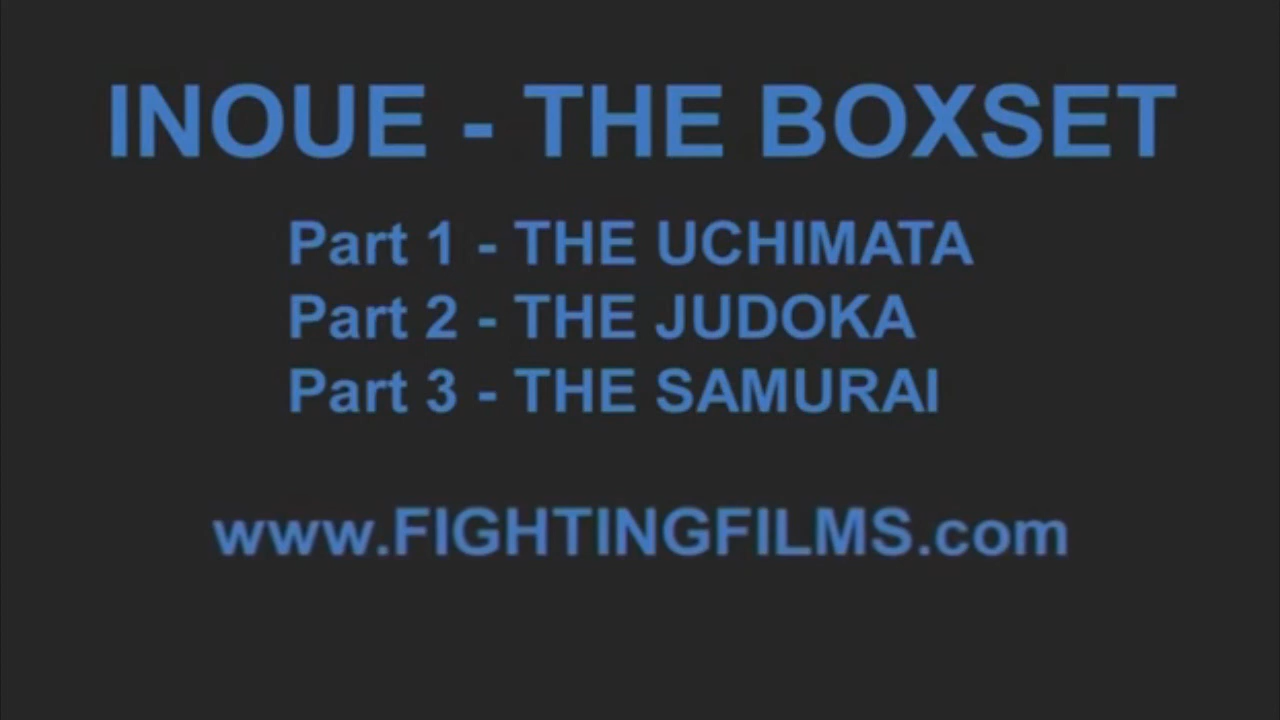 INOUE - THE BOXSET
Part 1 - THE UCHIMATA
Part 2 - THE JUDOKA
Part 3 - THE SAMURAI
www.FIGHTINGFILMS.com